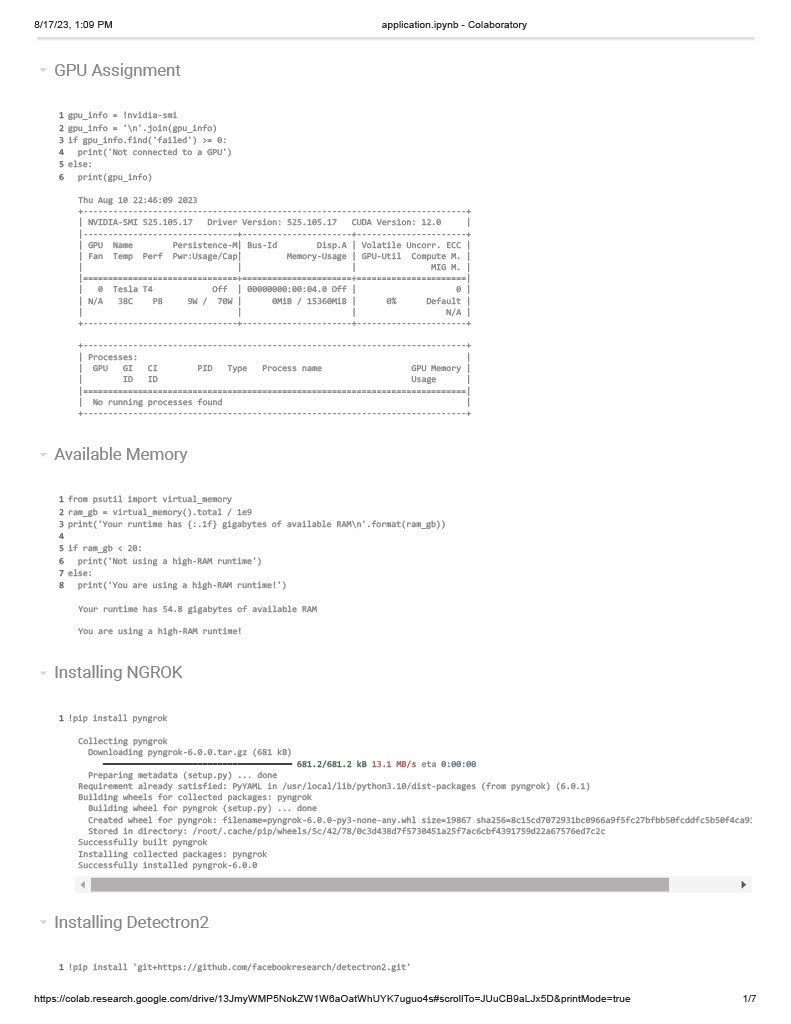 8/17/23, 1:09 PM application.ipynb - Colaboratory
GPU Assignment
1 gpu_info = !nvidia-smi
2 gpu_info = '\n'.join(gpu_info)
3 if gpu_info.find('failed') >= 0:
4   print('Not connected to a GPU')
5 else:
6   print(gpu_info)
Thu Aug 10 22:46:09 2023
+-----------------------------------------------------------------------------+
| NVIDIA-SMI 525.105.17   Driver Version: 525.105.17   CUDA Version: 12.0     |
|-------------------------------+----------------------+----------------------+
| GPU  Name        Persistence-M| Bus-Id        Disp.A | Volatile Uncorr. ECC |
| Fan  Temp  Perf  Pwr:Usage/Cap|         Memory-Usage | GPU-Util  Compute M. |
|                               |                      |               MIG M. |
|===============================+======================+======================|
|   0  Tesla T4            Off  | 00000000:00:04.0 Off |                    0 |
| N/A   38C    P8     9W /  70W |      0MiB / 15360MiB |      0%      Default |
|                               |                      |                  N/A |
+-------------------------------+----------------------+----------------------+
+-----------------------------------------------------------------------------+
| Processes:                                                                  |
|  GPU   GI   CI        PID   Type   Process name                  GPU Memory |
|        ID   ID                                                   Usage      |
|=============================================================================|
|  No running processes found                                                 |
+-----------------------------------------------------------------------------+
Available Memory
1 from psutil import virtual_memory
2 ram_gb = virtual_memory().total / 1e9
3 print('Your runtime has {:.1f} gigabytes of available RAM\n'.format(ram_gb))
4
5 if ram_gb < 20:
6   print('Not using a high-RAM runtime')
7 else:
8   print('You are using a high-RAM runtime!')
Your runtime has 54.8 gigabytes of available RAM
You are using a high-RAM runtime!
Installing NGROK
1 !pip install pyngrok
Collecting pyngrok
Downloading pyngrok-6.0.0.tar.gz (681 kB)
681.2/681.2 kB 13.1 MB/s eta 0:00:00
Preparing metadata (setup.py) ... done
Requirement already satisfied: PyYAML in /usr/local/lib/python3.10/dist-packages (from pyngrok) (6.0.1)
Building wheels for collected packages: pyngrok
Building wheel for pyngrok (setup.py) ... done
Created wheel for pyngrok: filename=pyngrok-6.0.0-py3-none-any.whl size=19867 sha256=8c15cd7072931bc0966a9f5fc27bfbb50fcddfc5b50f4ca9
Stored in directory: /root/.cache/pip/wheels/5c/42/78/0c3d438d7f5730451a25f7ac6cbf4391759d22a67576ed7c2c
Successfully built pyngrok
Installing collected packages: pyngrok
Successfully installed pyngrok-6.0.0
Installing Detectron2
1 !pip install 'git+https://github.com/facebookresearch/detectron2.git'
https://colab.research.google.com/drive/13JmyWMP5NokZW1W6aOatWhUYK7uguo4s#scrollTo=JUuCB9aLJx5D&printMode=true 1/7